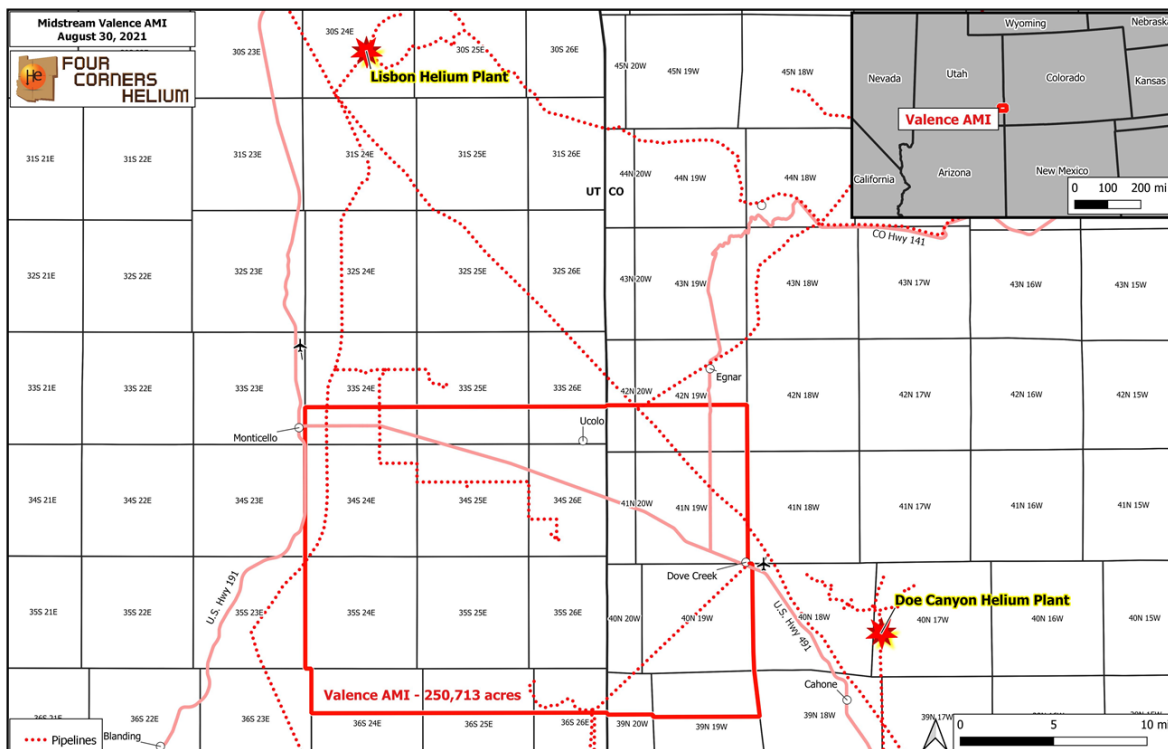 Midstream Valence AMI
August 30, 2021
He
FOUR
CORNERS
HELIUM
30S 23E
30S 24E
30S 25E
30S 26E
45N 20W
45N 19W
45N 18W
Lisbon Helium Plant
Wyoming
Nevada
Utah
Colorado
Kansas
Valence AMI
California
Arizona
New Mexico
0 100 200 mi
31S 21E
31S 22E
31S 23E
31S 24E
31S 25E
31S 26E
44N 20W
44N 19W
44N 18W
UT CO
CO Hwy 141
32S 21E
32S 22E
32S 23E
32S 24E
32S 25E
32S 26E
43N 20W
43N 19W
43N 18W
43N 17W
43N 16W
43N 15W
33S 21E
33S 22E
33S 23E
33S 24E
33S 25E
33S 26E
42N 20W
42N 19W
Egnar
42N 18W
42N 17W
42N 16W
42N 15W
Monticello
Ucolo
34S 21E
34S 22E
34S 23E
34S 24E
34S 25E
34S 26E
41N 20W
41N 19W
41N 18W
41N 17W
41N 16W
41N 15W
Dove Creek
U.S. Hwy 191
U.S. Hwy 491
Doe Canyon Helium Plant
35S 21E
35S 22E
35S 23E
35S 24E
35S 25E
35S 26E
40N 20W
40N 19W
40N 18W
40N 17W
40N 16W
40N 15W
Valence AMI - 250,713 acres
Cahone
36S 21E
36S 22E
36S 23E
36S 24E
36S 25E
36S 26E
39N 20W
39N 19W
39N 18W
Pipelines
Blanding
0 5 10 mi